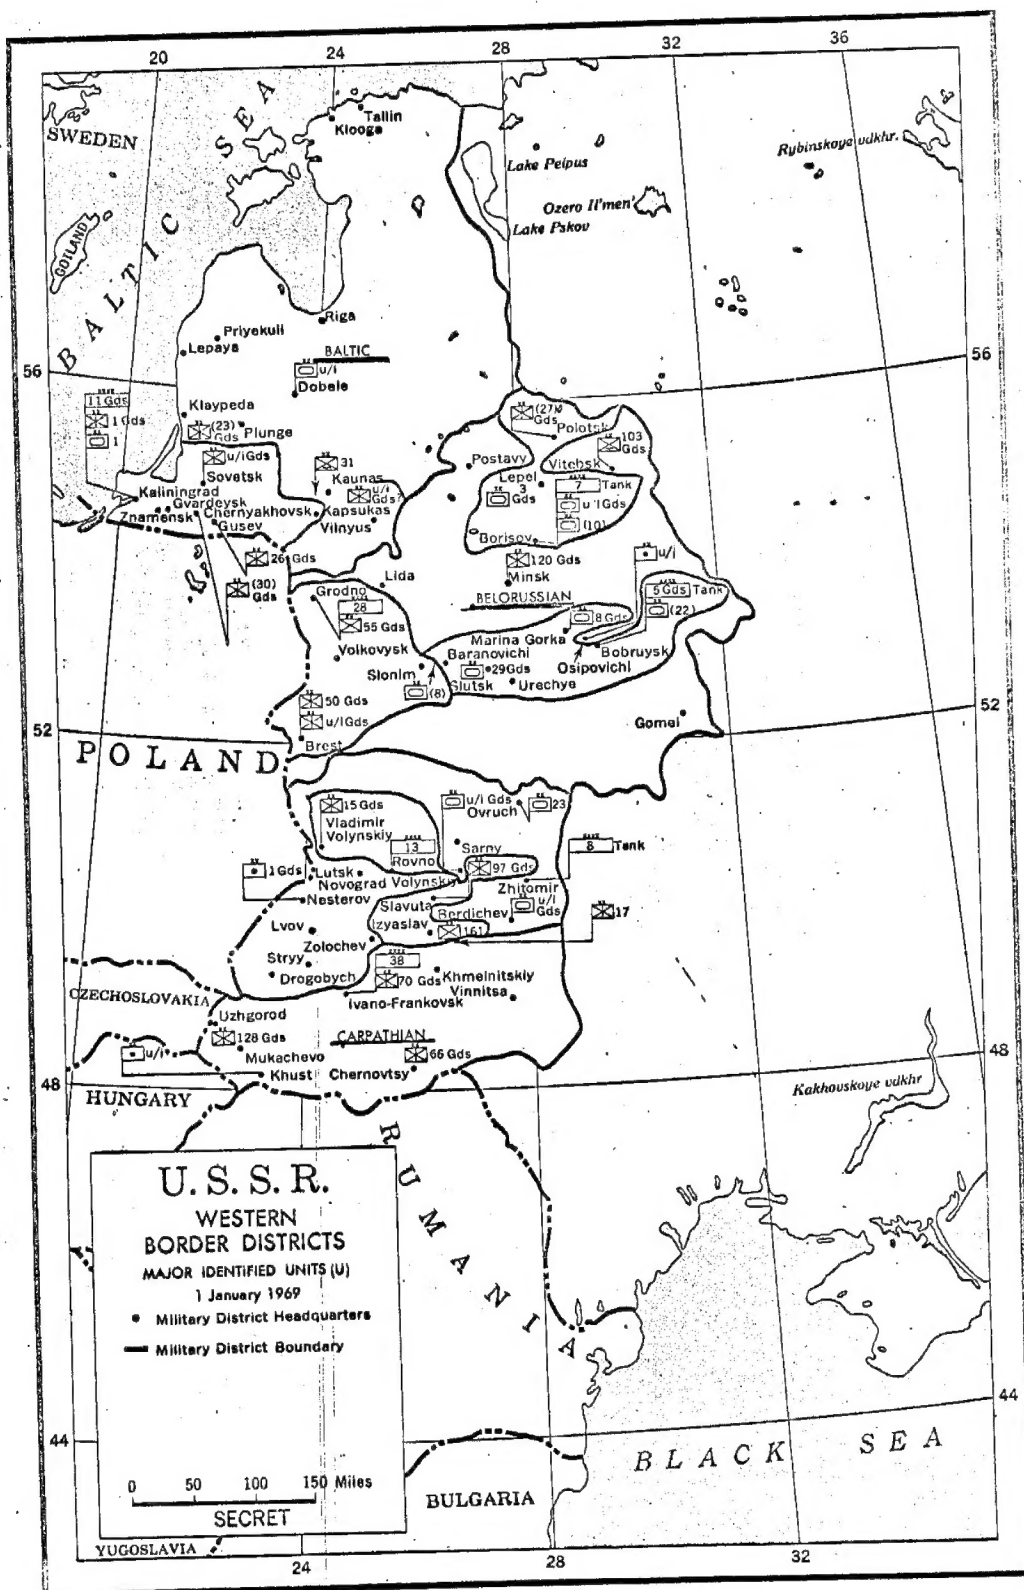 20
24
28
32
36
SWEDEN
BALTIC SEA
Tallin
Klooga
Lake Peipus
Rybinskoye vdkhr.
Ozero Il'men'
Lake Pskov
GOTLAND
Riga
Priyekuli
Lepaya
BALTIC
u/i
Dobele
56
56
11 Gds
1 Gds
1
Klaypeda
(23) Gds
Plunge
u/i Gds
Sovetsk
31
Kaunas
u/i Gds?
Kaliningrad
Gvardeysk
Znamensk
Chernyakhovsk
Kapsukas
Gusev
Vilnyus
26 Gds
(30) Gds
(27) Gds
Polotsk
103 Gds
Postavy
Vitebsk
Lepel
3 Gds
7 Tank
u/i Gds
(10)
Borisov
120 Gds
Minsk
u/i
Lida
Grodno
28
55 Gds
Volkovysk
BELORUSSIAN
5 Gds Tank
(22)
8 Gds
Marina Gorka
Bobruysk
Osipovichi
Baranovichi
29 Gds
Slonim
(8)
Slutsk
Urechye
50 Gds
u/i Gds
Brest
Gomel
52
52
POLAND
15 Gds
Vladimir Volynskiy
u/i Gds
Ovruch
23
13
Rovno
Sarny
8 Tank
1 Gds
Lutsk
97 Gds
Novograd Volynskiy
Nesterov
Zhitomir
Slavuta
u/i Gds
Berdichev
17
Lvov
Izyaslav
161
Zolochev
Stryy
38
Drogobych
70 Gds
Khmelnitskiy
Vinnitsa
Ivano-Frankovsk
CZECHOSLOVAKIA
Uzhgorod
128 Gds
CARPATHIAN
u/i
Mukachevo
66 Gds
Khust
Chernovtsy
48
48
HUNGARY
Kakhovskoye vdkhr
RUMANIA
U.S.S.R.
WESTERN
BORDER DISTRICTS
MAJOR IDENTIFIED UNITS (U)
1 January 1969
Military District Headquarters
Military District Boundary
0 50 100 150 Miles
SECRET
44
44
BLACK SEA
BULGARIA
YUGOSLAVIA
24
28
32